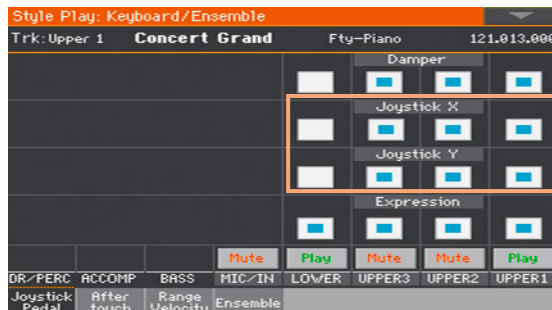 Style Play: Keyboard/Ensemble
Trk:Upper 1 Concert Grand Fty-Piano 121.013.000
Damper
Joystick X
Joystick Y
Expression
Mute Play Mute Mute Play
DR/PERC ACCOMP BASS MIC/IN LOWER UPPER3 UPPER2 UPPER1
Joystick After Range Ensemble
Pedal touch Velocity